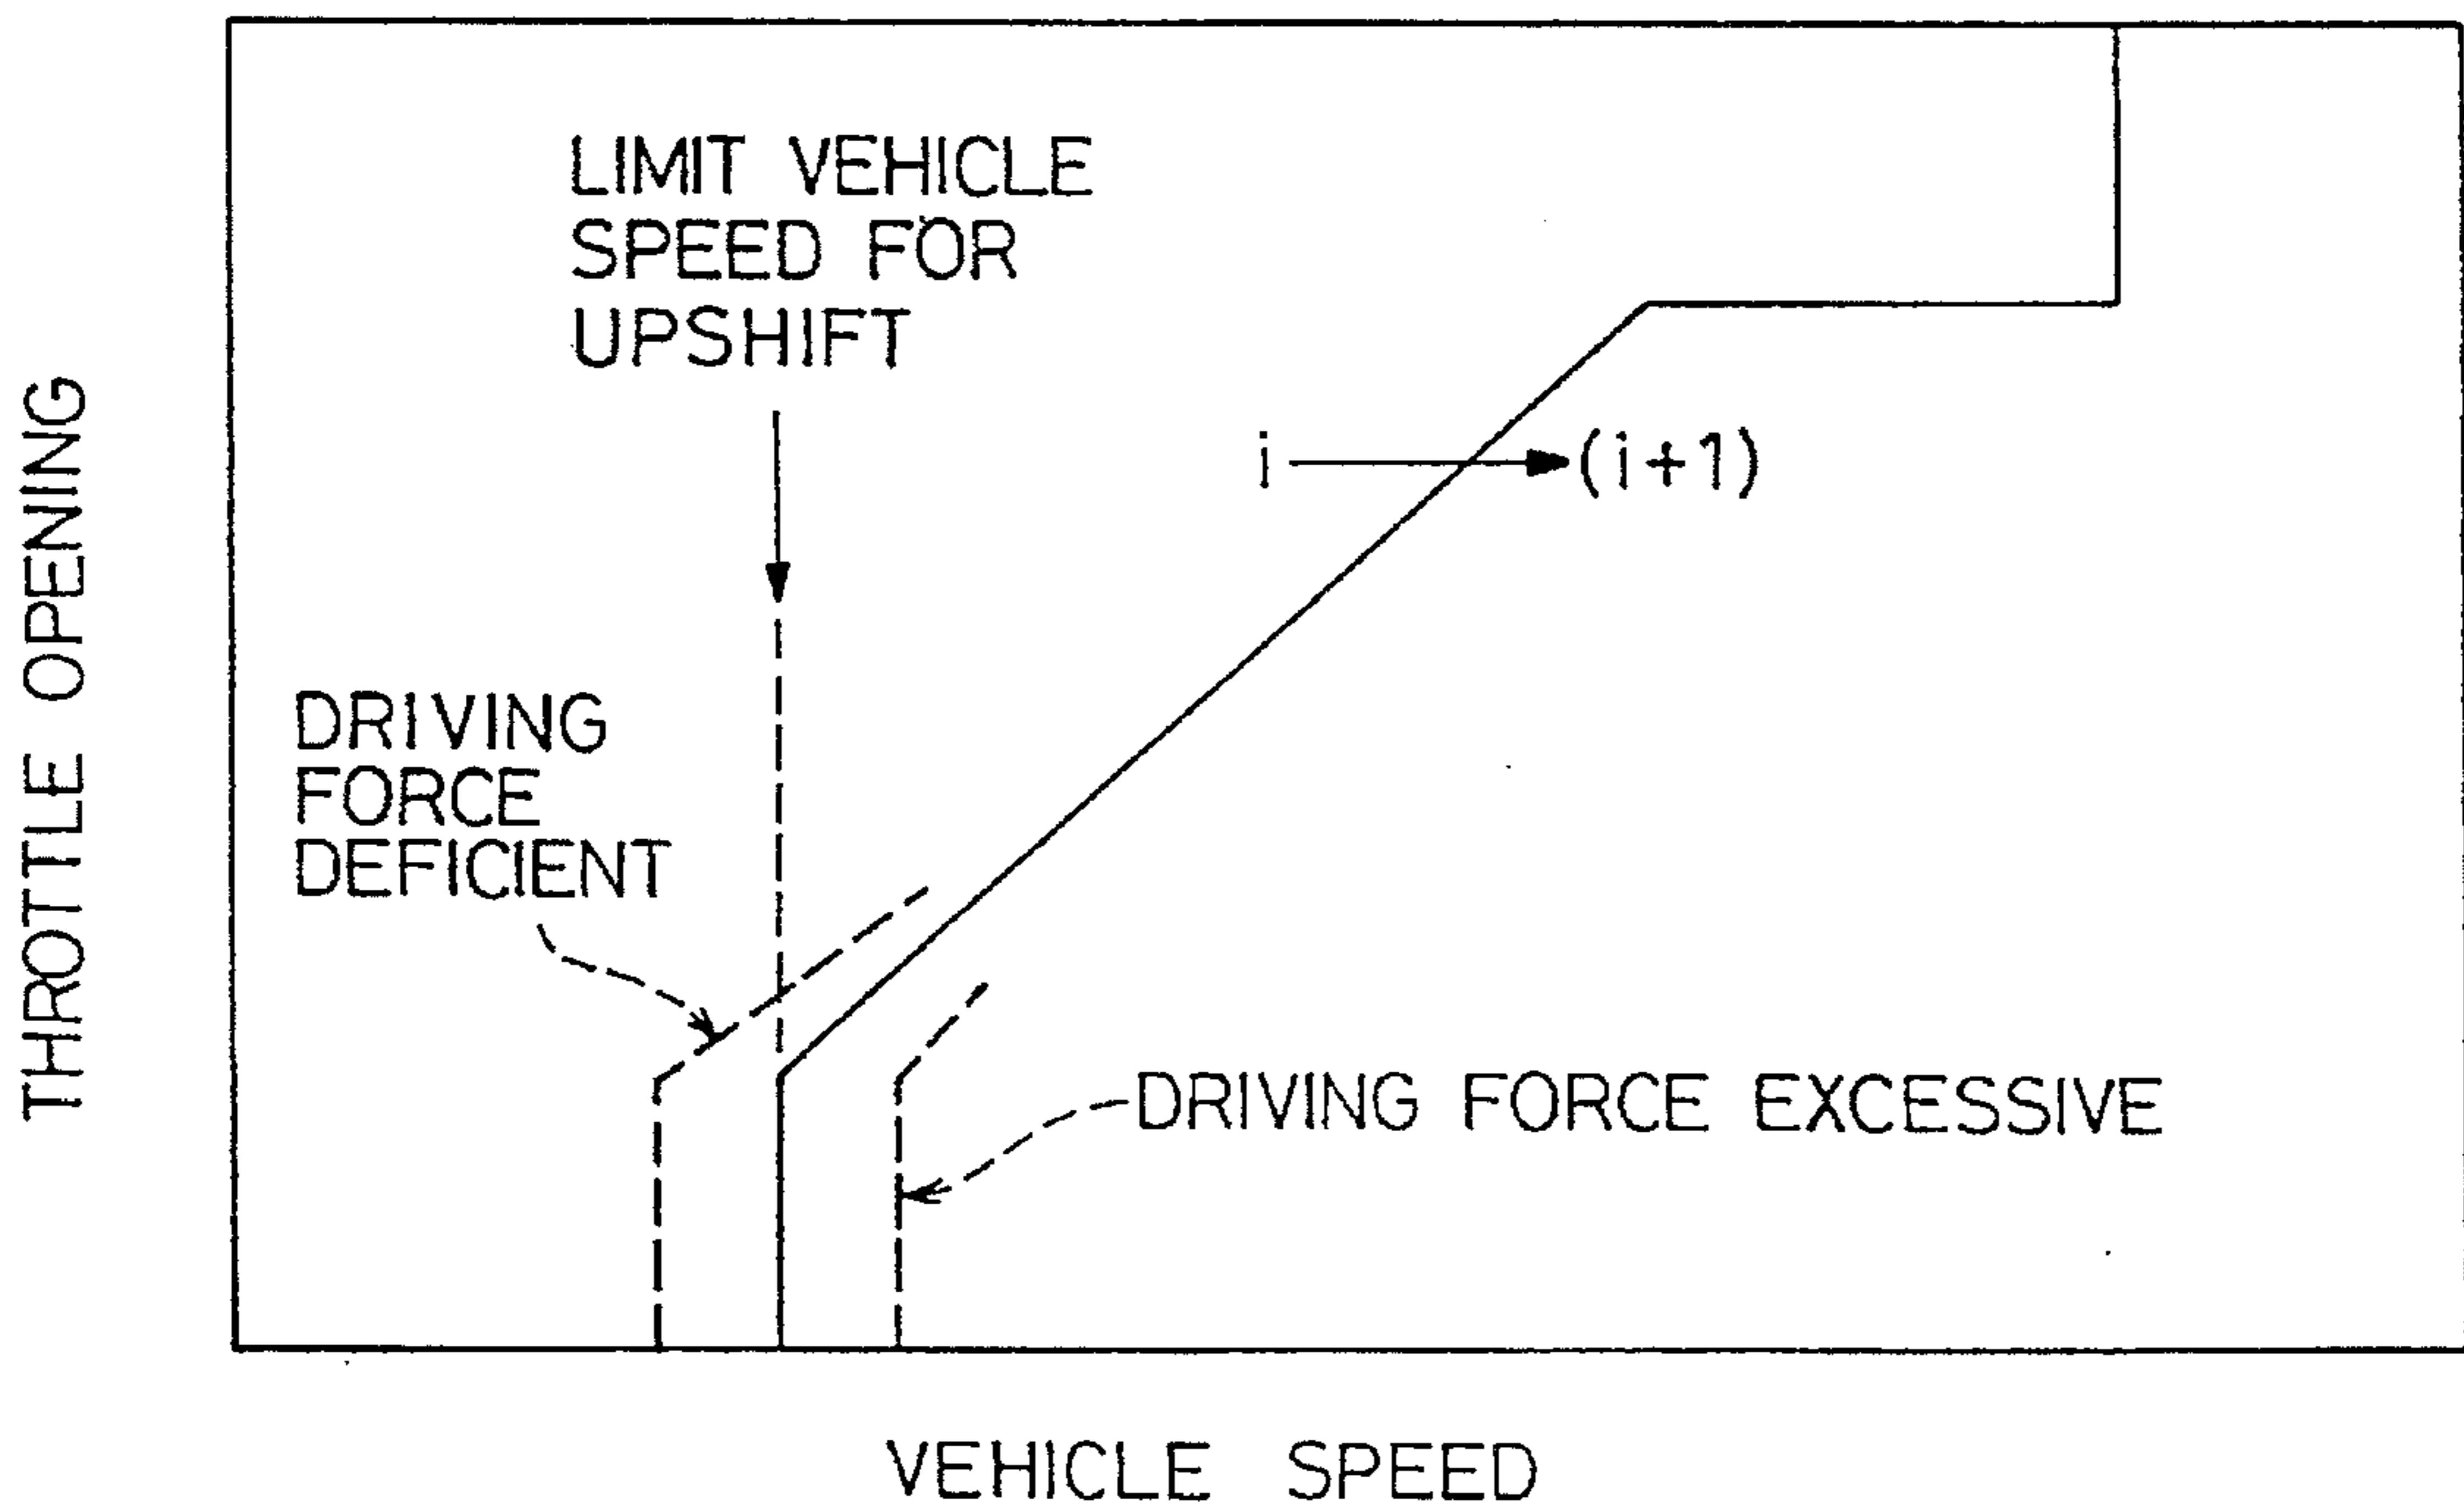 LIMIT VEHICLE
SPEED FOR
UPSHIFT
i
(i+1)
DRIVING
FORCE
DEFICIENT
DRIVING FORCE EXCESSIVE
THROTTLE OPENING
VEHICLE SPEED